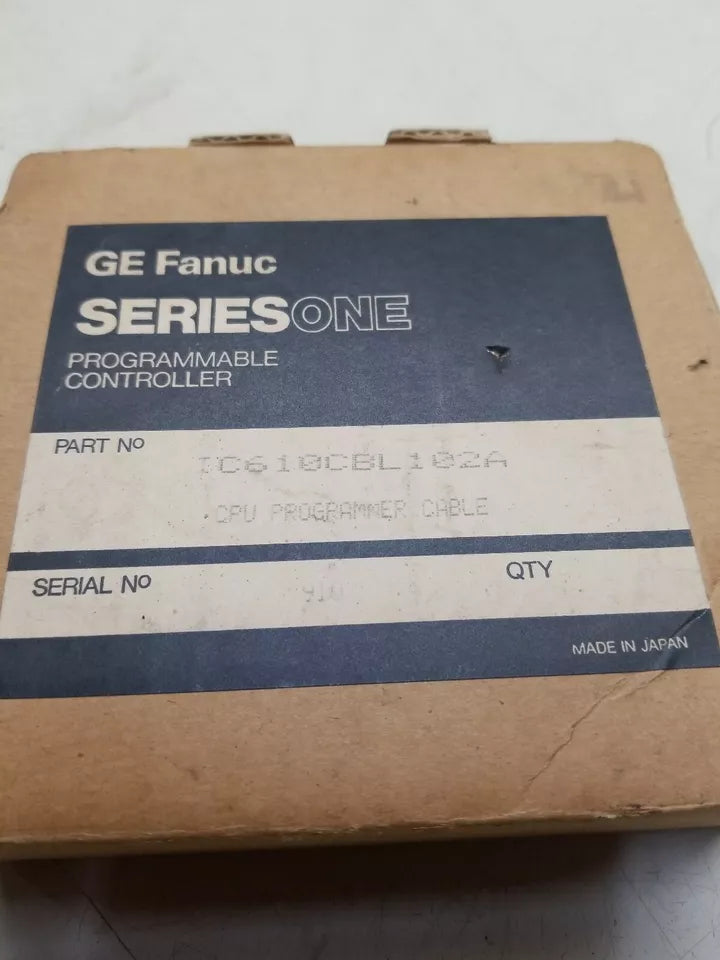 GE Fanuc
SERIESONE
PROGRAMMABLE
CONTROLLER
PART Nº
IC610CBL102A
CPU PROGRAMMER CABLE
SERIAL Nº
QTY
MADE IN JAPAN